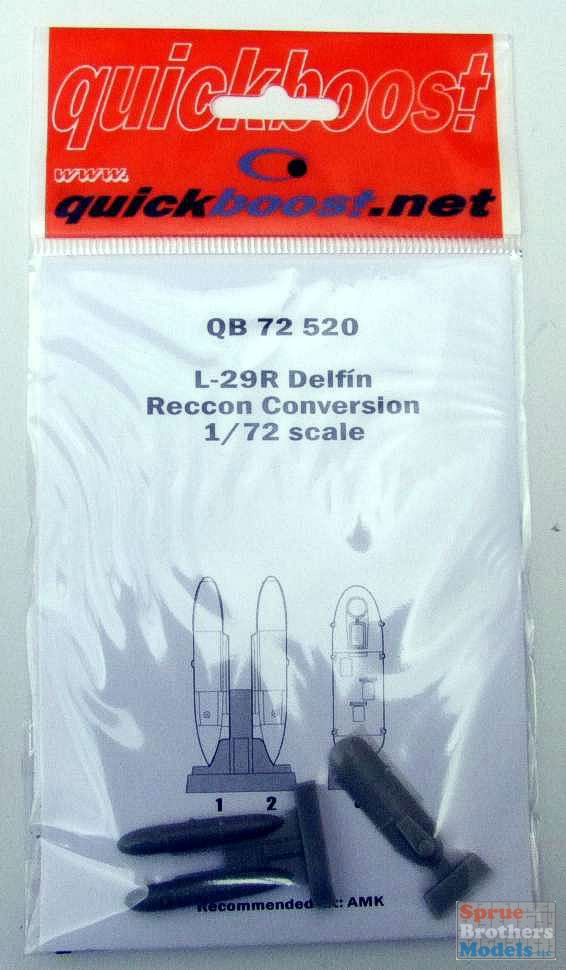 quickboost
www.
quickboost.net
QB 72 520
L-29R Delfín
Reccon Conversion
1/72 scale
1 2
Recommended : AMK
Sprue
Brothers
Models LLC